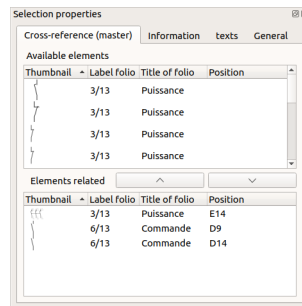 Selection properties
Cross-reference (master) Information texts General
Available elements
Thumbnail Label folio Title of folio Position
3/13 Puissance
3/13 Puissance
3/13 Puissance
3/13 Puissance
Elements related
Thumbnail Label folio Title of folio Position
3/13 Puissance E14
6/13 Commande D9
6/13 Commande D14